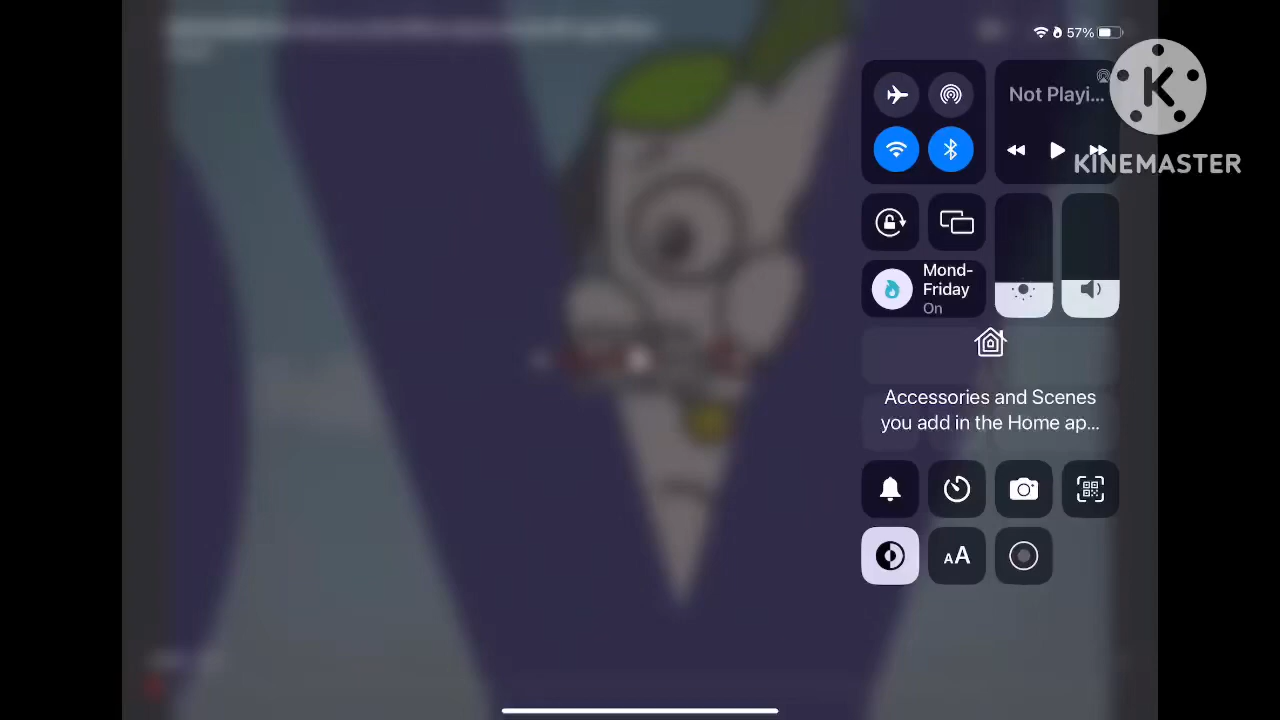 57%
Not Playi...
K
KINEMASTER
Mond-
Friday
On
Accessories and Scenes
you add in the Home ap...
AA